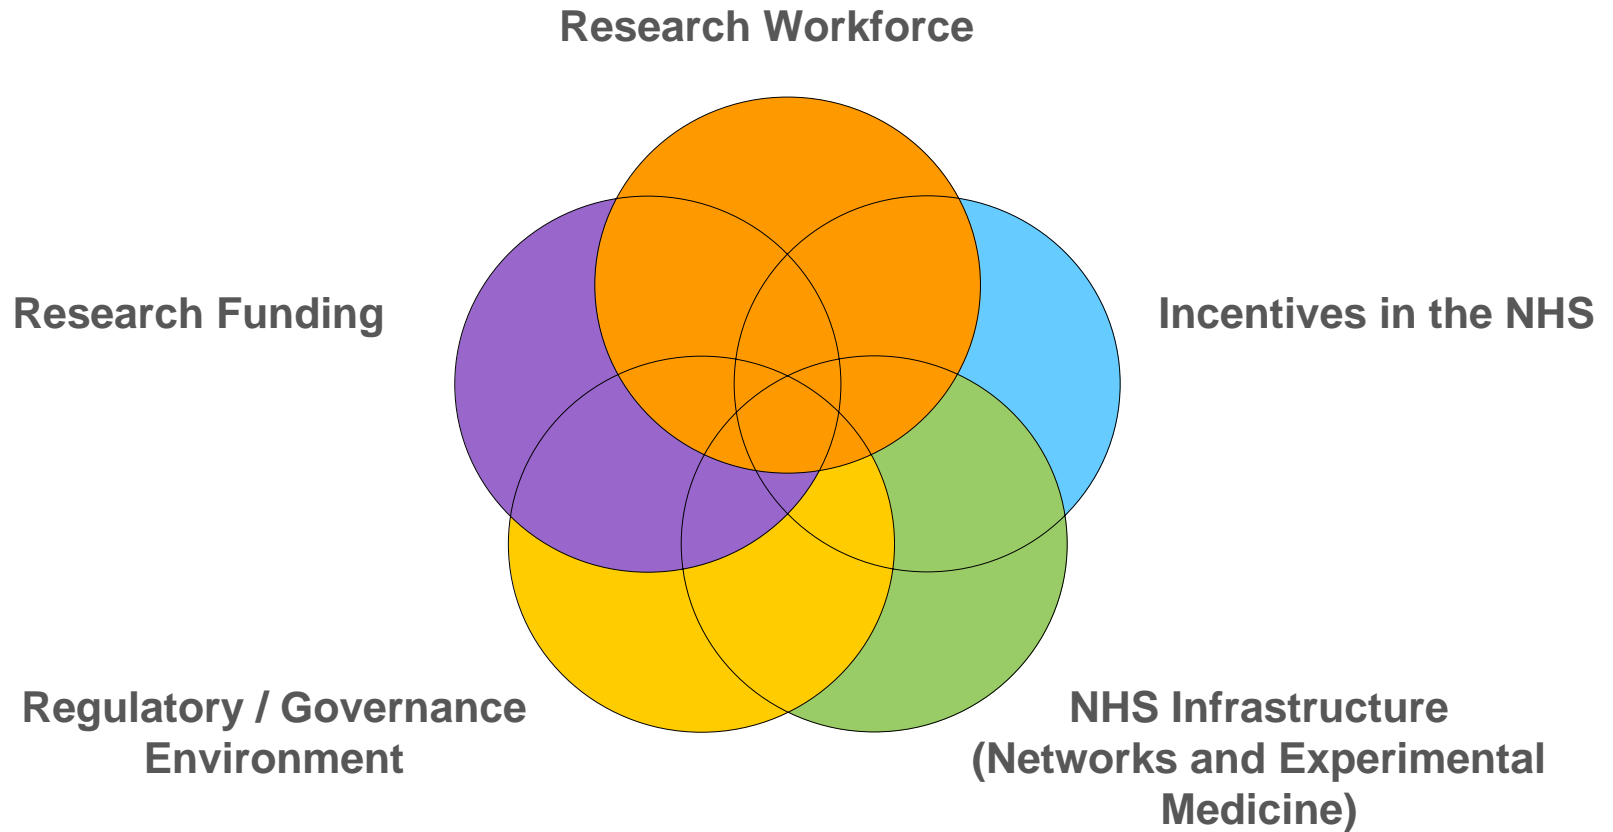 Research Workforce
Research Funding
Incentives in the NHS
Regulatory / Governance
Environment
NHS Infrastructure
(Networks and Experimental
Medicine)